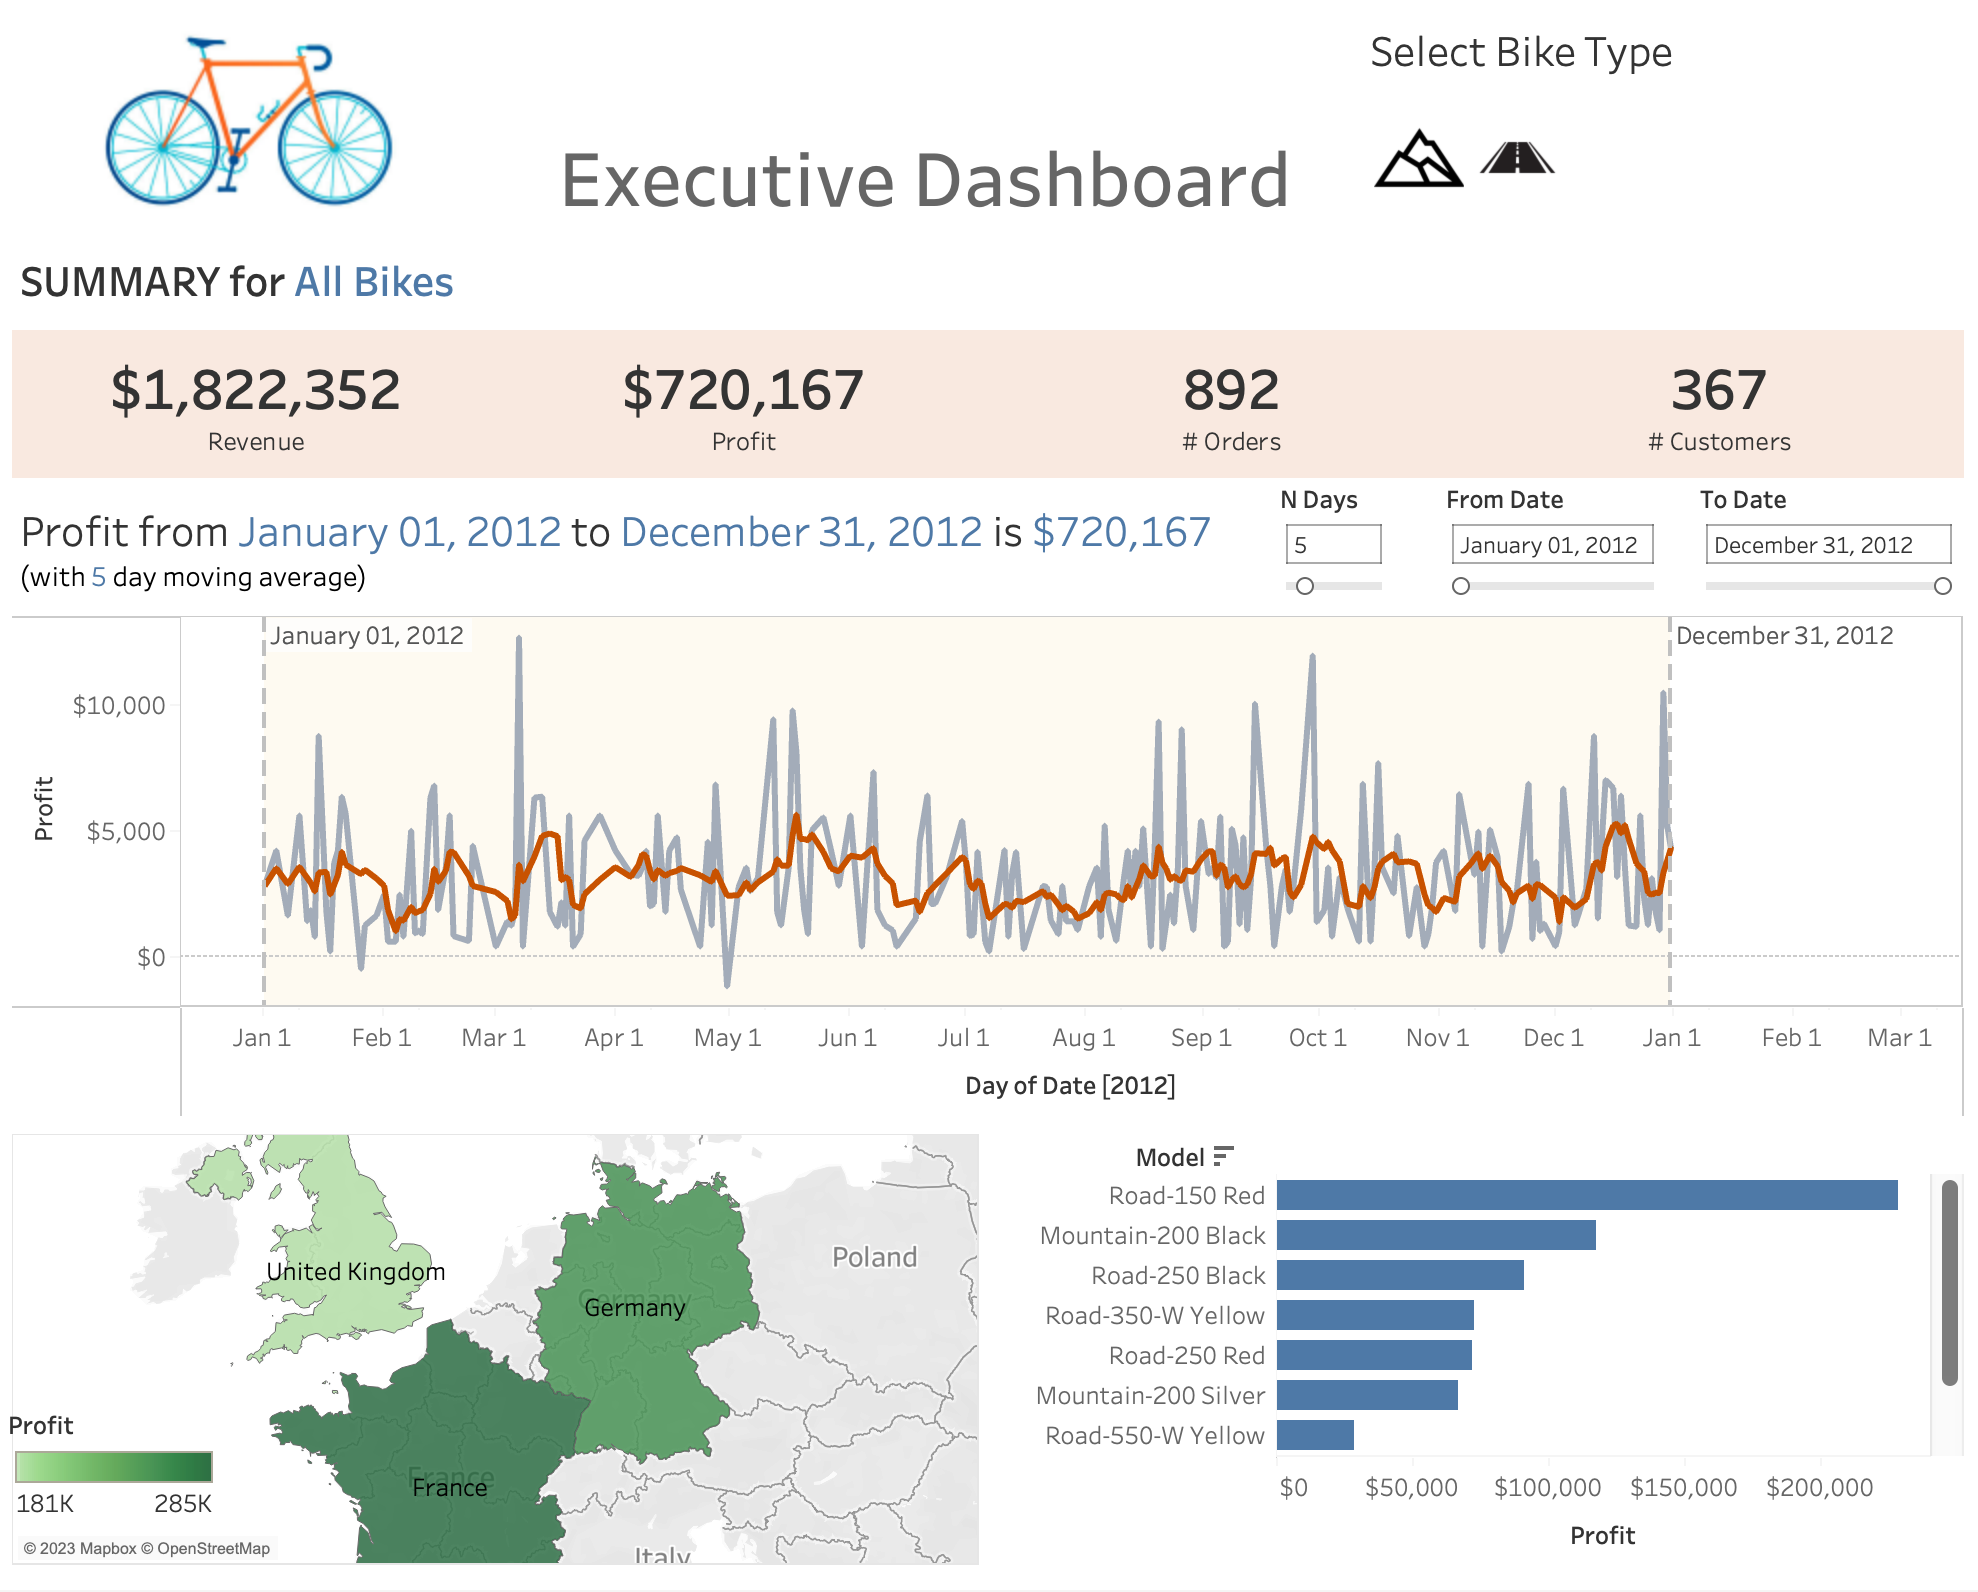 Select Bike Type
Executive Dashboard
SUMMARY for All Bikes
$1,822,352 $720,167 892 367
Revenue Profit # Orders # Customers
Profit from January 01, 2012 to December 31, 2012 is $720,167
(with 5 day moving average)
N Days From Date To Date
5 January 01, 2012 December 31, 2012
January 01, 2012 December 31, 2012
Profit
$10,000
$5,000
$0
Jan 1 Feb 1 Mar 1 Apr 1 May 1 Jun 1 Jul 1 Aug 1 Sep 1 Oct 1 Nov 1 Dec 1 Jan 1 Feb 1 Mar 1
Day of Date [2012]
United Kingdom
Poland
Germany
Germany
France
France
Italy
Profit
181K 285K
© 2023 Mapbox © OpenStreetMap
Model
Road-150 Red
Mountain-200 Black
Road-250 Black
Road-350-W Yellow
Road-250 Red
Mountain-200 Silver
Road-550-W Yellow
$0 $50,000 $100,000 $150,000 $200,000
Profit